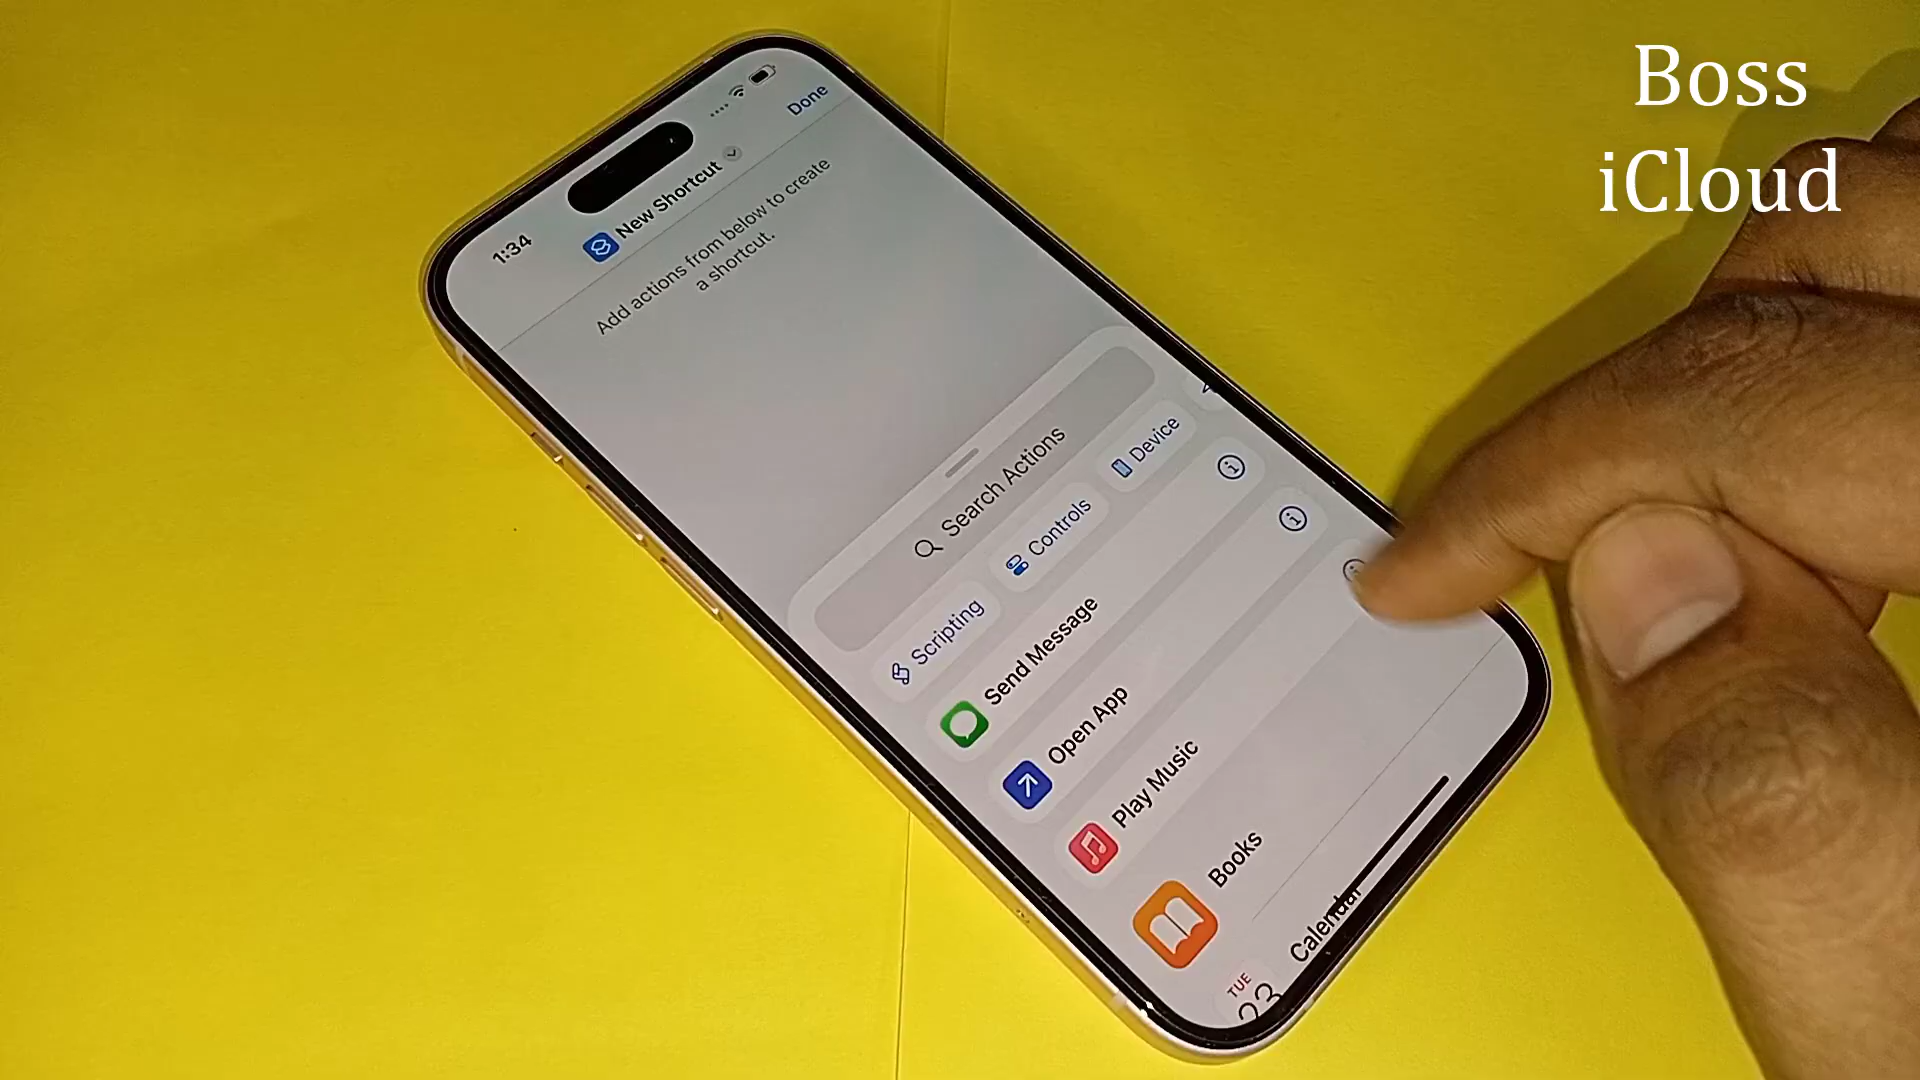 Boss
iCloud
1:34
New Shortcut
Done
Add actions from below to create
a shortcut.
Search Actions
Scripting
Controls
Device
Send Message
Open App
Play Music
Books
Calendar
TUE
23